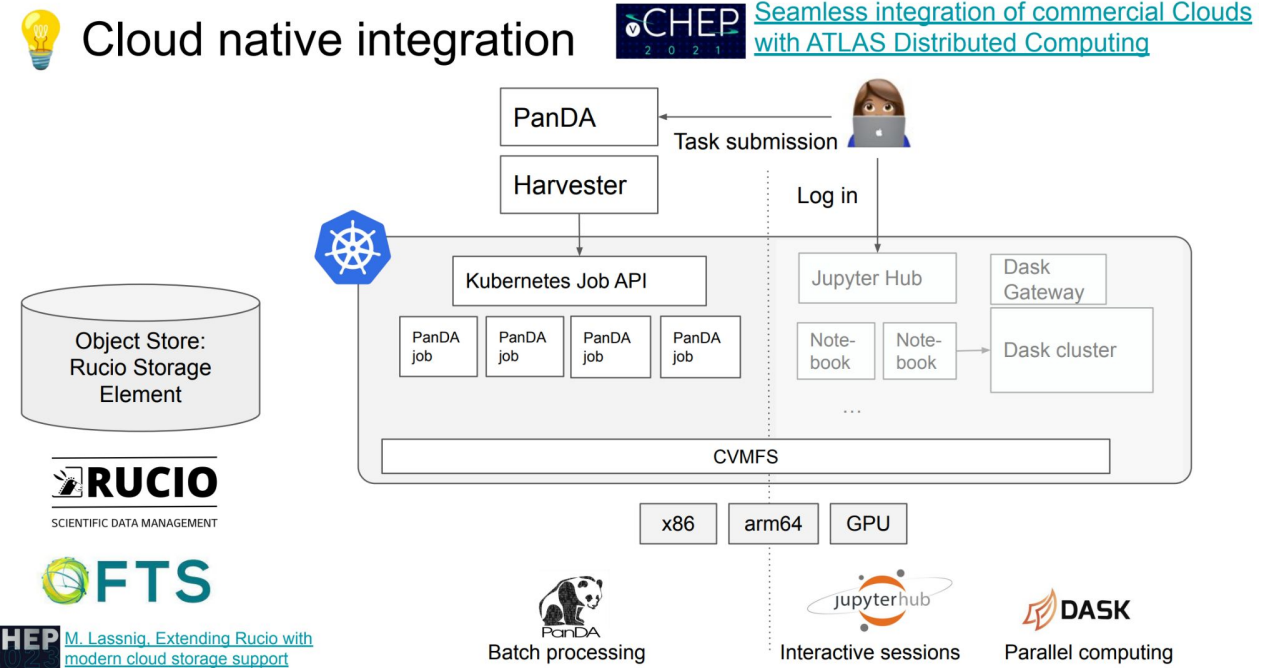 Cloud native integration
vCHEP
2 0 2 1
Seamless integration of commercial Clouds
with ATLAS Distributed Computing
PanDA
Task submission
Harvester
Log in
Kubernetes Job API
Jupyter Hub
Dask
Gateway
PanDA
job
PanDA
job
PanDA
job
PanDA
job
Note-
book
Note-
book
Dask cluster
...
CVMFS
Object Store:
Rucio Storage
Element
RUCIO
SCIENTIFIC DATA MANAGEMENT
x86
arm64
GPU
FTS
PanDA
jupyterhub
DASK
HEP
M. Lassnig, Extending Rucio with
modern cloud storage support
Batch processing
Interactive sessions
Parallel computing